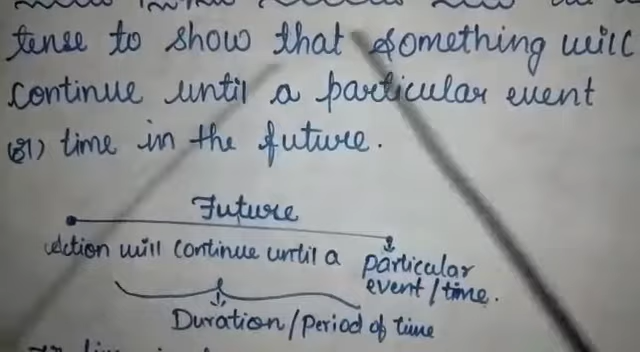 tense to show that something will
continue until a particular event
(or) time in the future.
Future
Action will continue until a particular
event/time.
Duration/Period of time